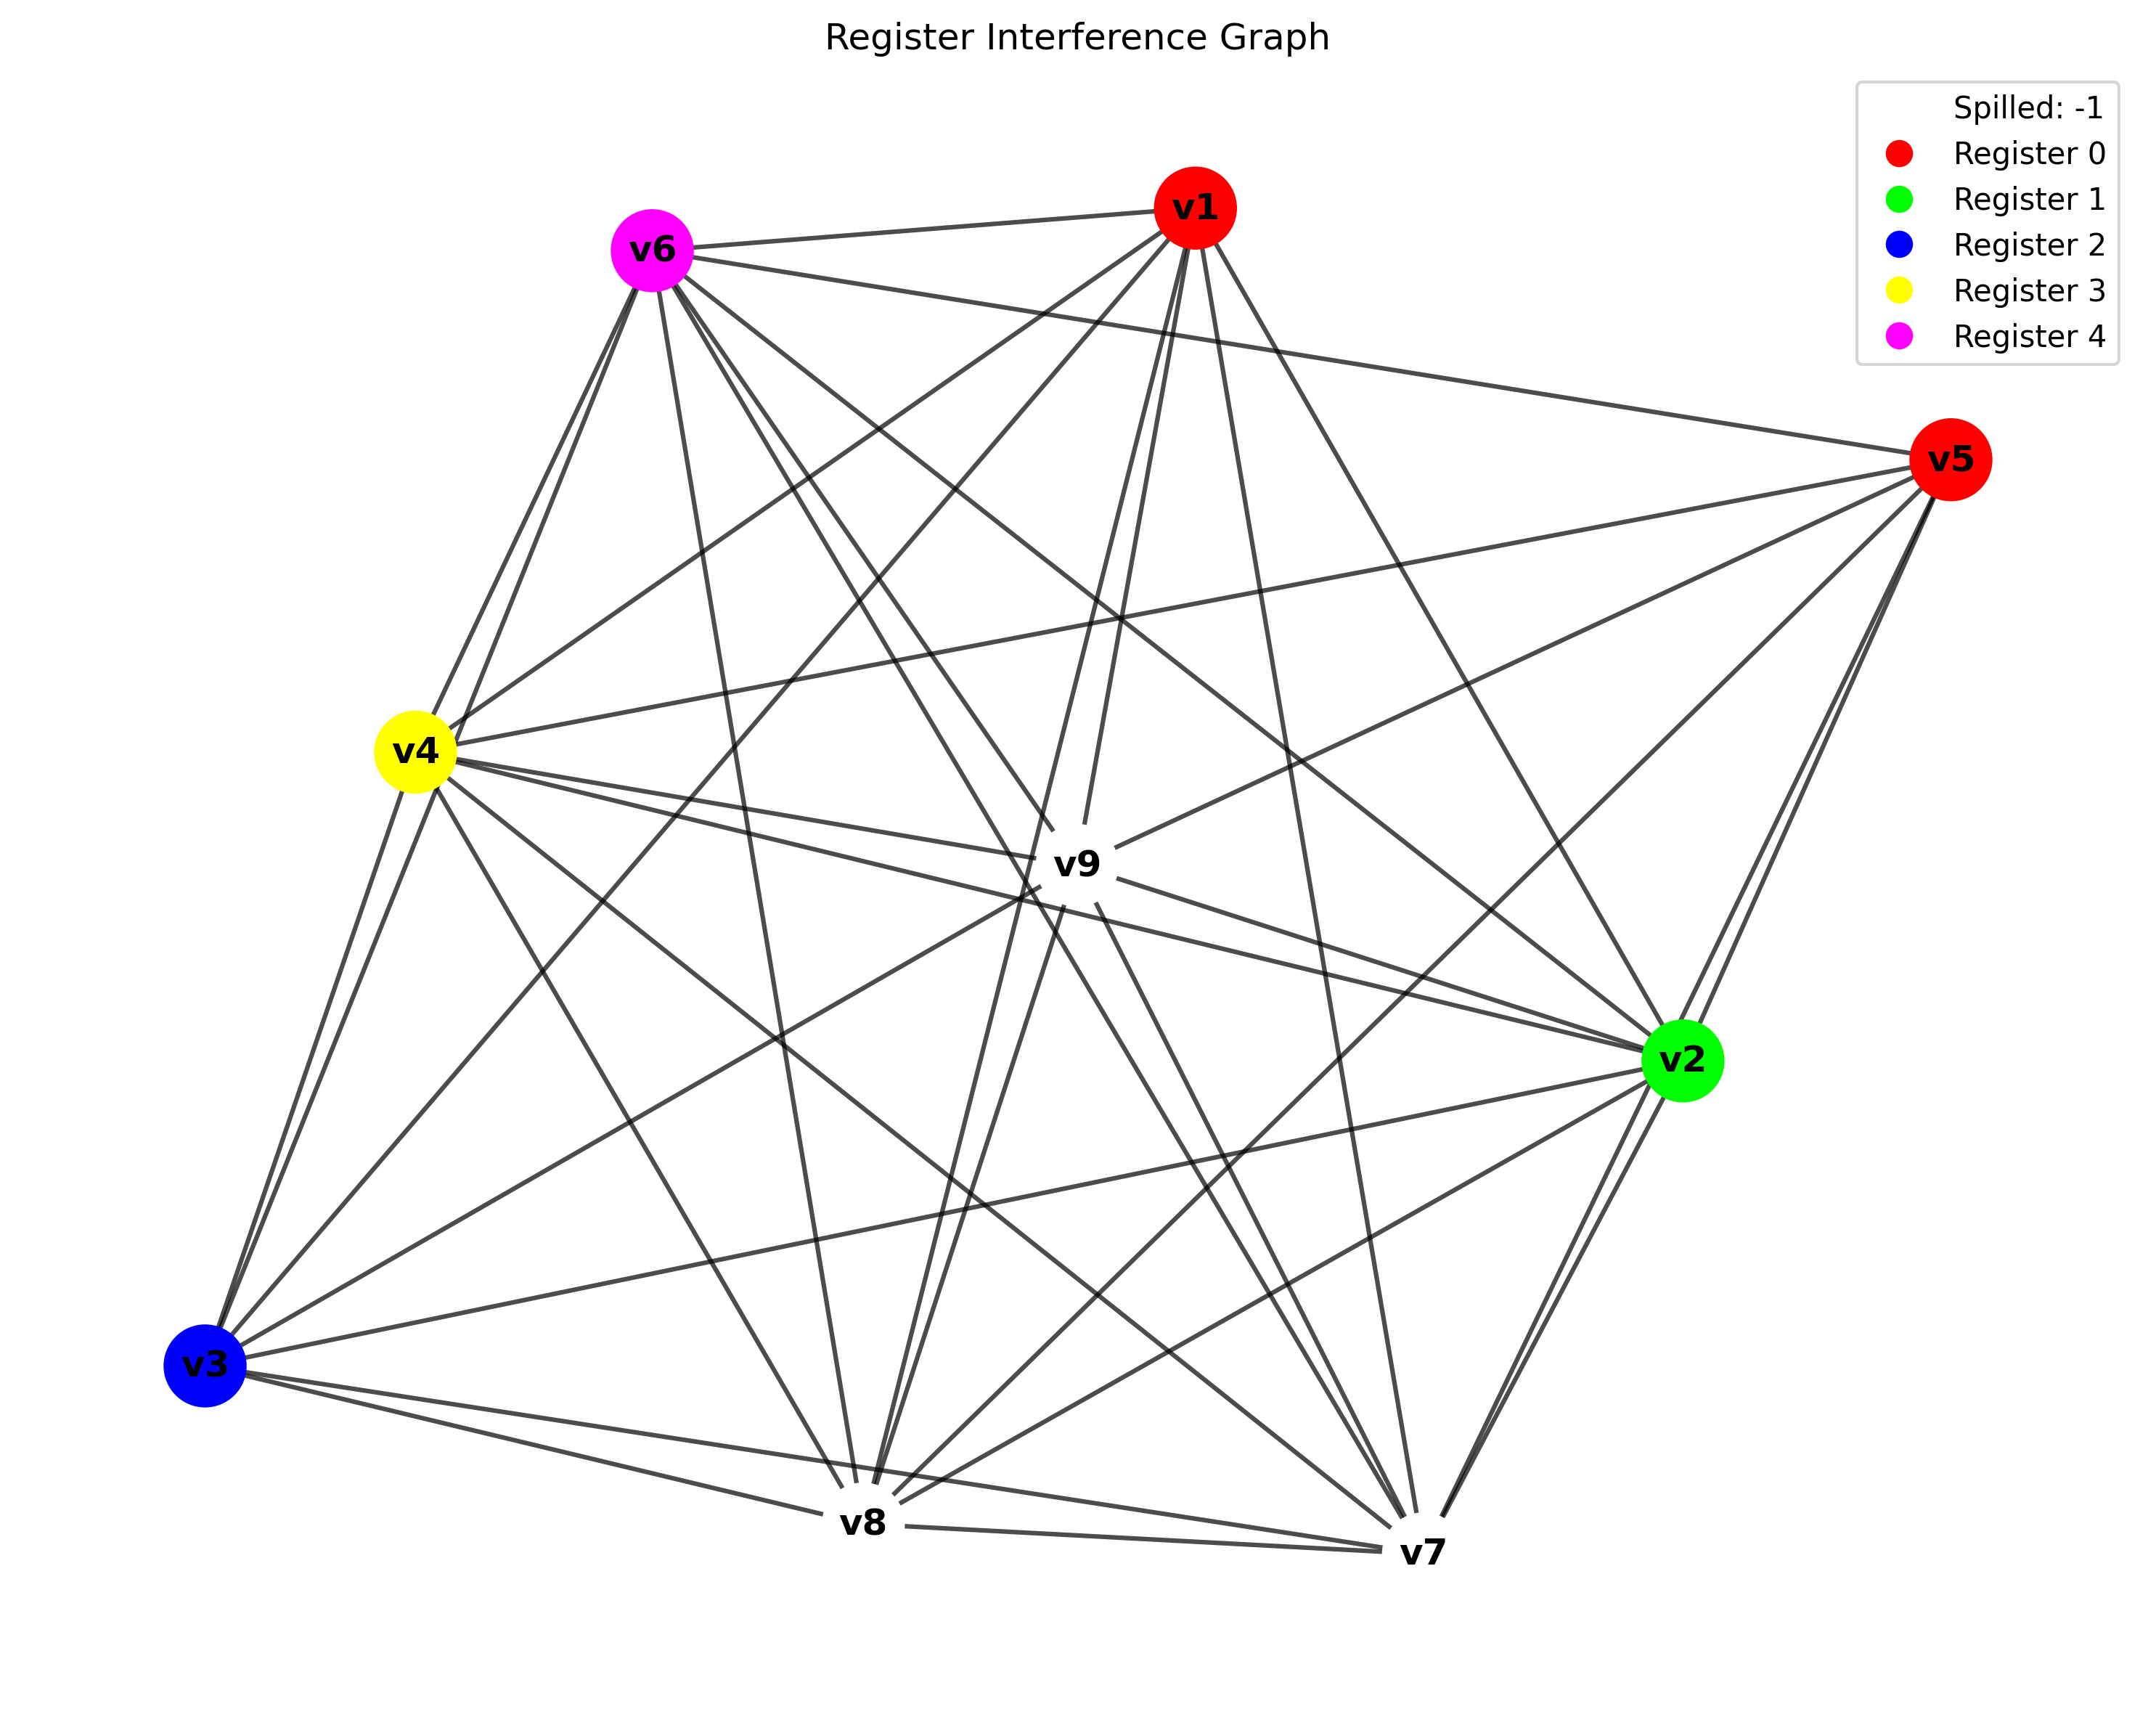 Register Interference Graph
Spilled: -1
Register 0
Register 1
Register 2
Register 3
Register 4
v1
v6
v5
v4
v9
v2
v3
v8
v7